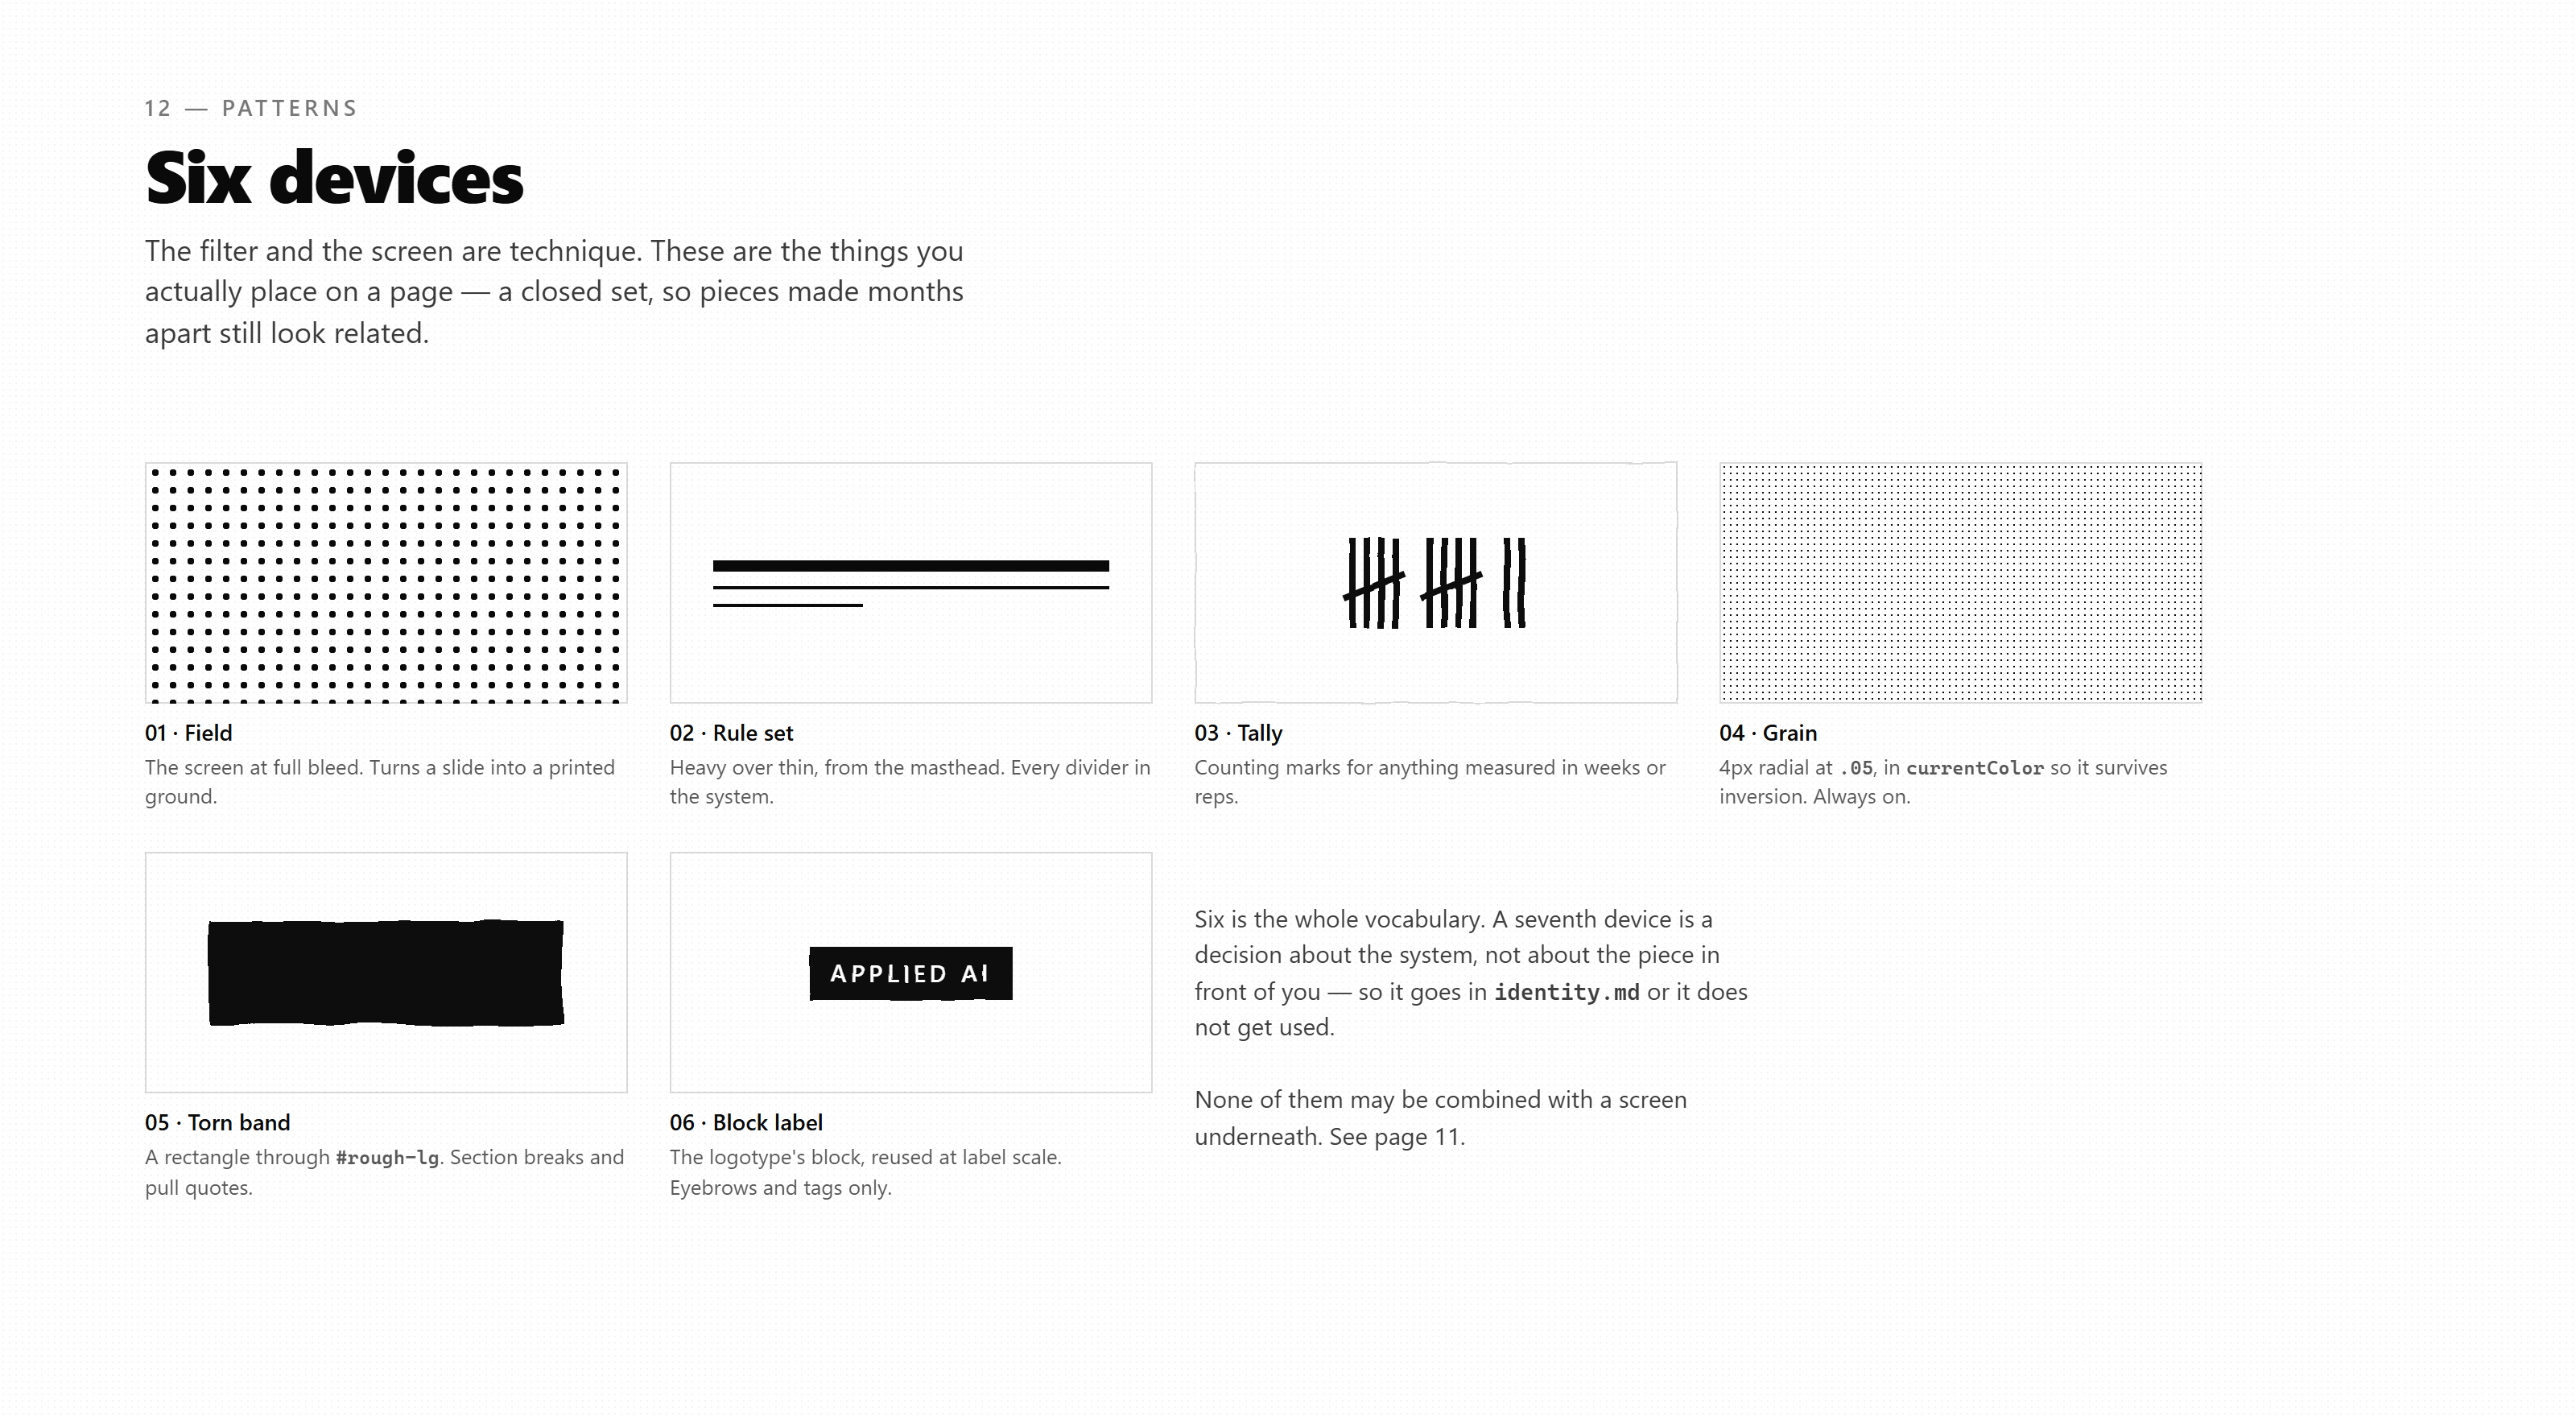 12 — PATTERNS
Six devices
The filter and the screen are technique. These are the things you
actually place on a page — a closed set, so pieces made months
apart still look related.
01 · Field
The screen at full bleed. Turns a slide into a printed
ground.
02 · Rule set
Heavy over thin, from the masthead. Every divider in
the system.
03 · Tally
Counting marks for anything measured in weeks or
reps.
04 · Grain
4px radial at .05, in currentColor so it survives
inversion. Always on.
05 · Torn band
A rectangle through #rough-lg. Section breaks and
pull quotes.
APPLIED AI
06 · Block label
The logotype's block, reused at label scale.
Eyebrows and tags only.
Six is the whole vocabulary. A seventh device is a
decision about the system, not about the piece in
front of you — so it goes in identity.md or it does
not get used.
None of them may be combined with a screen
underneath. See page 11.